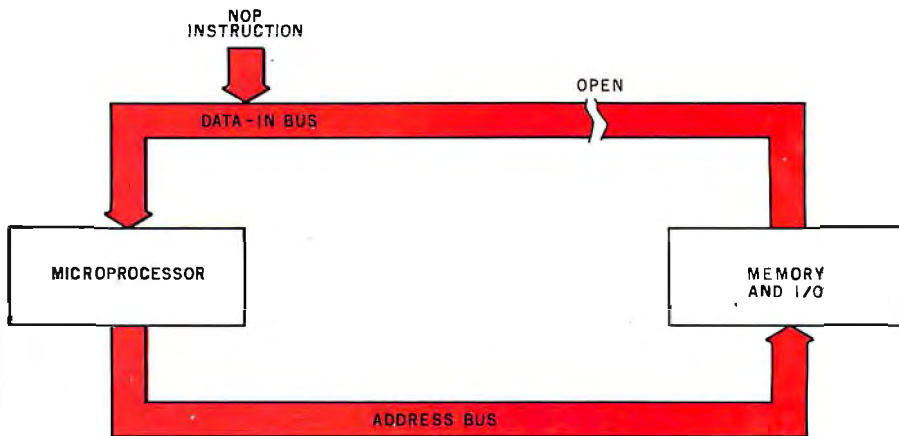 NOP
INSTRUCTION
OPEN
DATA-IN BUS
MICROPROCESSOR
MEMORY
AND I/O
ADDRESS BUS